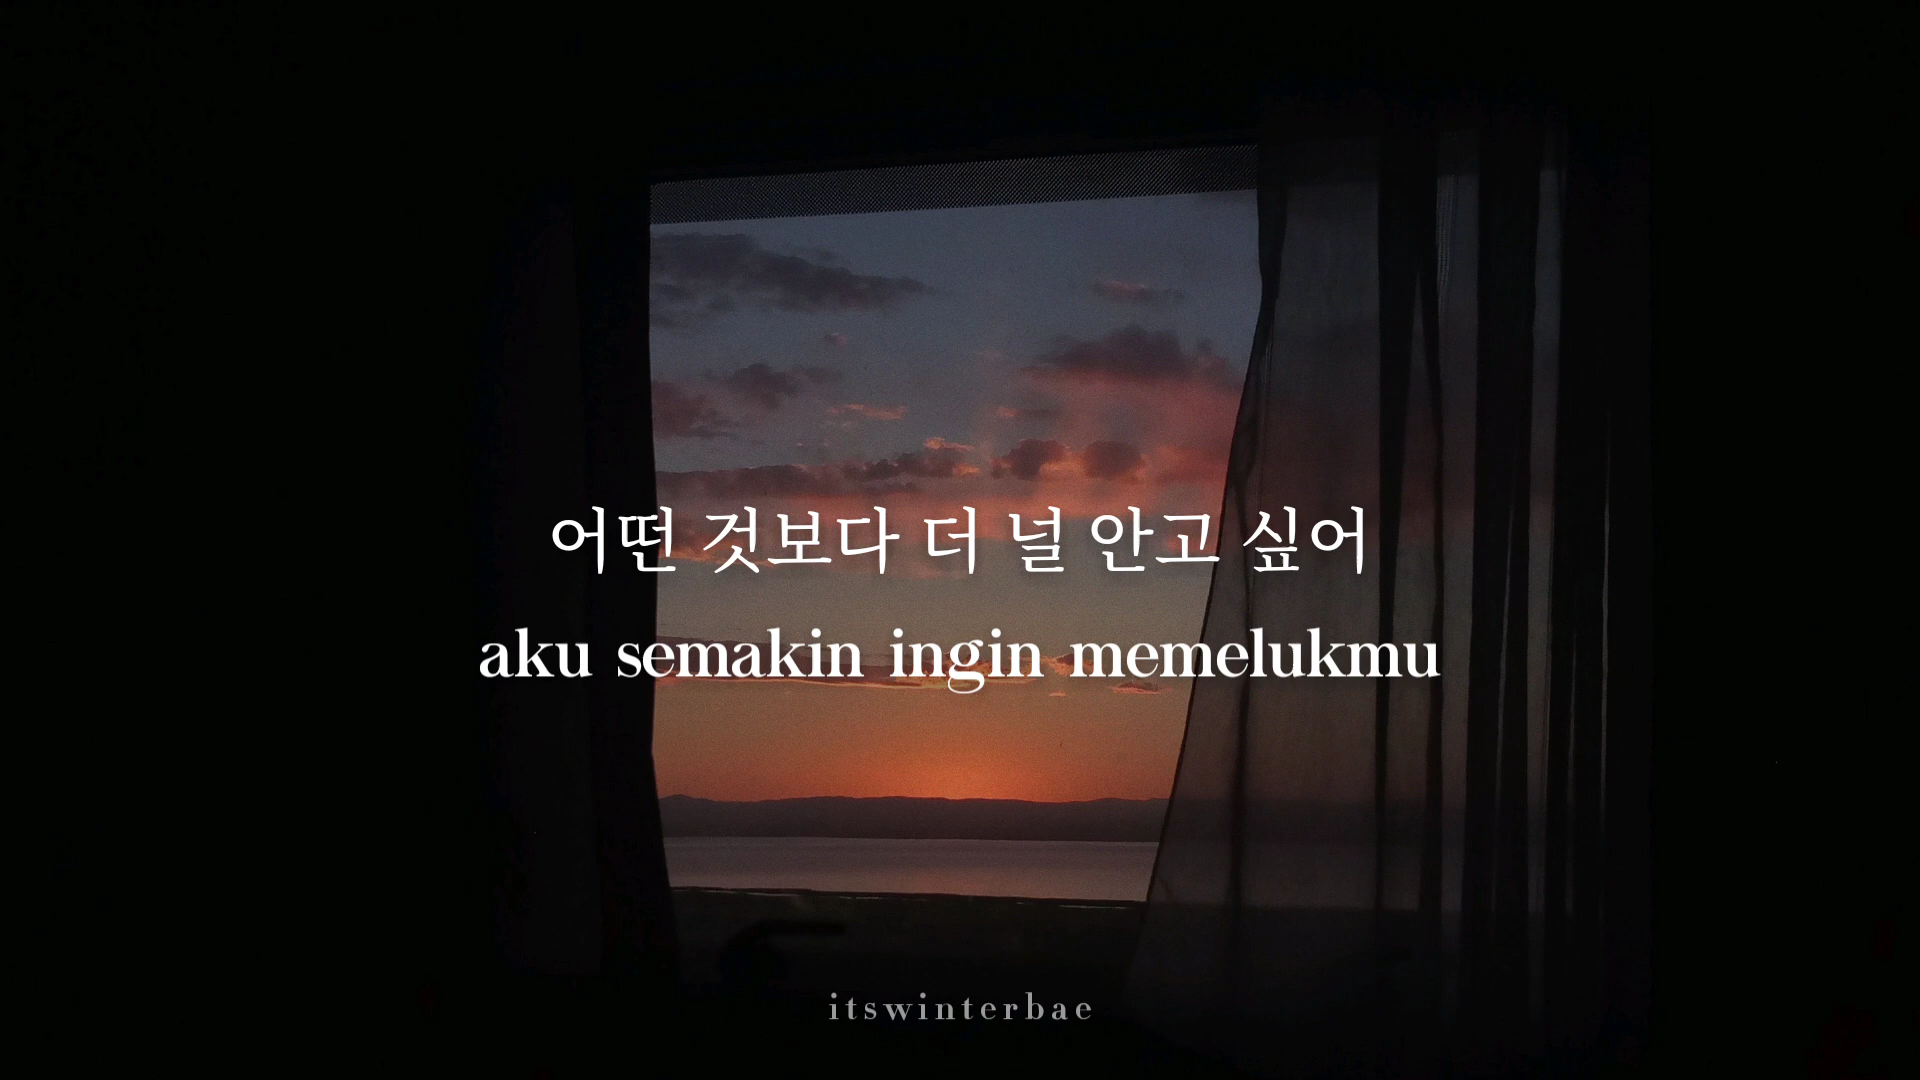 어떤 것보다 더 널 안고 싶어
aku semakin ingin memelukmu
itswinterbae